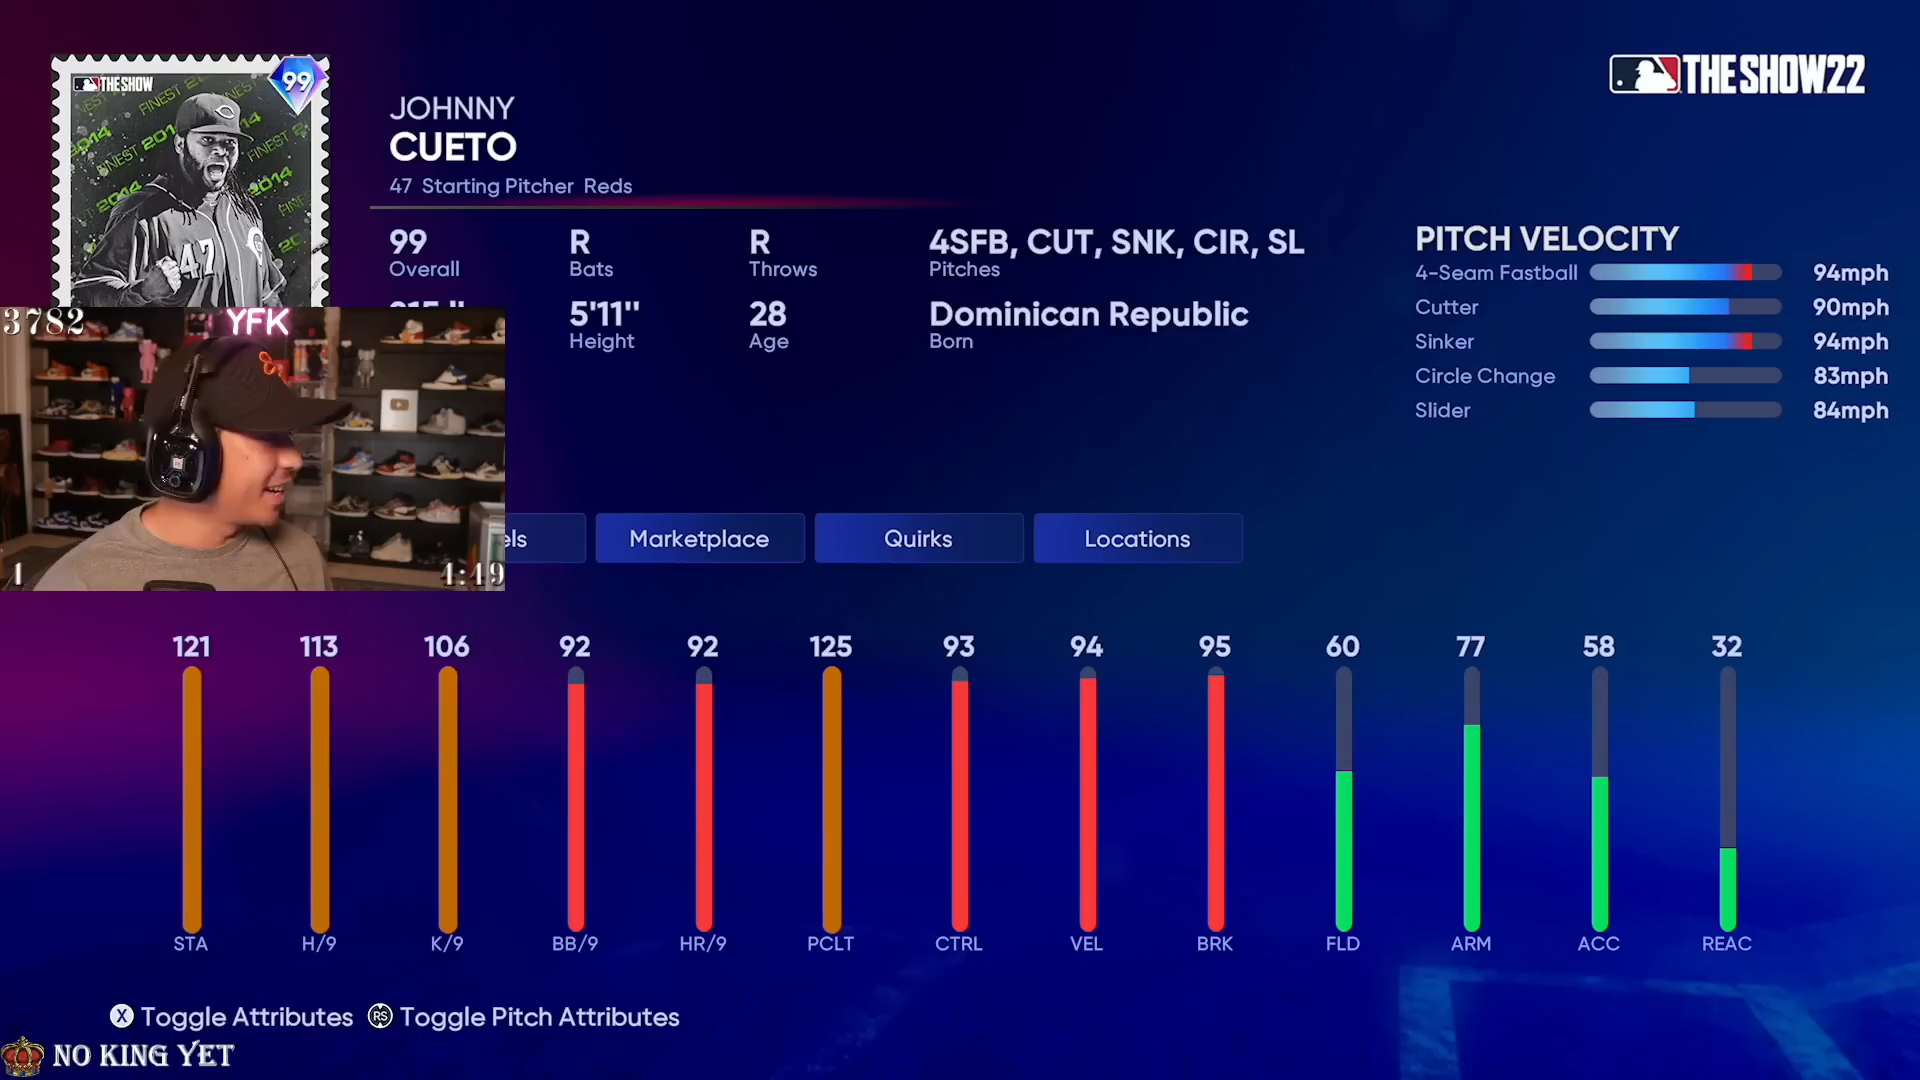 THE SHOW
99
FINEST 2014
47
JOHNNY
CUETO
47 Starting Pitcher Reds
THE SHOW 22
99
Overall
R
Bats
R
Throws
4SFB, CUT, SNK, CIR, SL
Pitches
5'11"
Height
28
Age
Dominican Republic
Born
PITCH VELOCITY
4-Seam Fastball 94mph
Cutter 90mph
Sinker 94mph
Circle Change 83mph
Slider 84mph
3782
YFK
1
4:49
els
Marketplace
Quirks
Locations
121 113 106 92 92 125 93 94 95 60 77 58 32
STA H/9 K/9 BB/9 HR/9 PCLT CTRL VEL BRK FLD ARM ACC REAC
X Toggle Attributes RS Toggle Pitch Attributes
NO KING YET